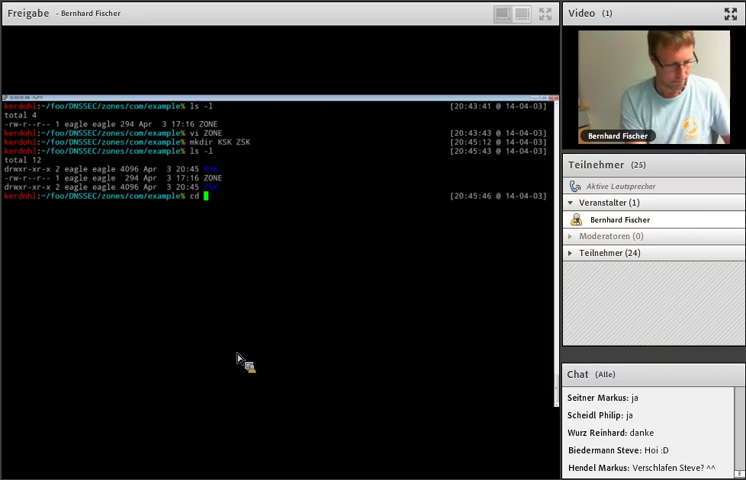 Freigabe - Bernhard Fischer
kerdohl:~/foo/DNSSEC/zones/com/example% ls -l [20:43:41 @ 14-04-03]
total 4
-rw-r--r-- 1 eagle eagle 294 Apr 3 17:16 ZONE
kerdohl:~/foo/DNSSEC/zones/com/example% vi ZONE [20:43:43 @ 14-04-03]
kerdohl:~/foo/DNSSEC/zones/com/example% mkdir KSK ZSK [20:45:12 @ 14-04-03]
kerdohl:~/foo/DNSSEC/zones/com/example% ls -l [20:45:43 @ 14-04-03]
total 12
drwxr-xr-x 2 eagle eagle 4096 Apr 3 20:45 KSK
-rw-r--r-- 1 eagle eagle 294 Apr 3 17:16 ZONE
drwxr-xr-x 2 eagle eagle 4096 Apr 3 20:45 ZSK
kerdohl:~/foo/DNSSEC/zones/com/example% cd [20:45:46 @ 14-04-03]
Video (1)
Bernhard Fischer
Teilnehmer (25)
Aktive Lautsprecher
Veranstalter (1)
Bernhard Fischer
Moderatoren (0)
Teilnehmer (24)
Chat (Alle)
Seitner Markus: ja
Scheidl Philip: ja
Wurz Reinhard: danke
Biedermann Steve: Hoi :D
Hendel Markus: Verschlafen Steve? ^^